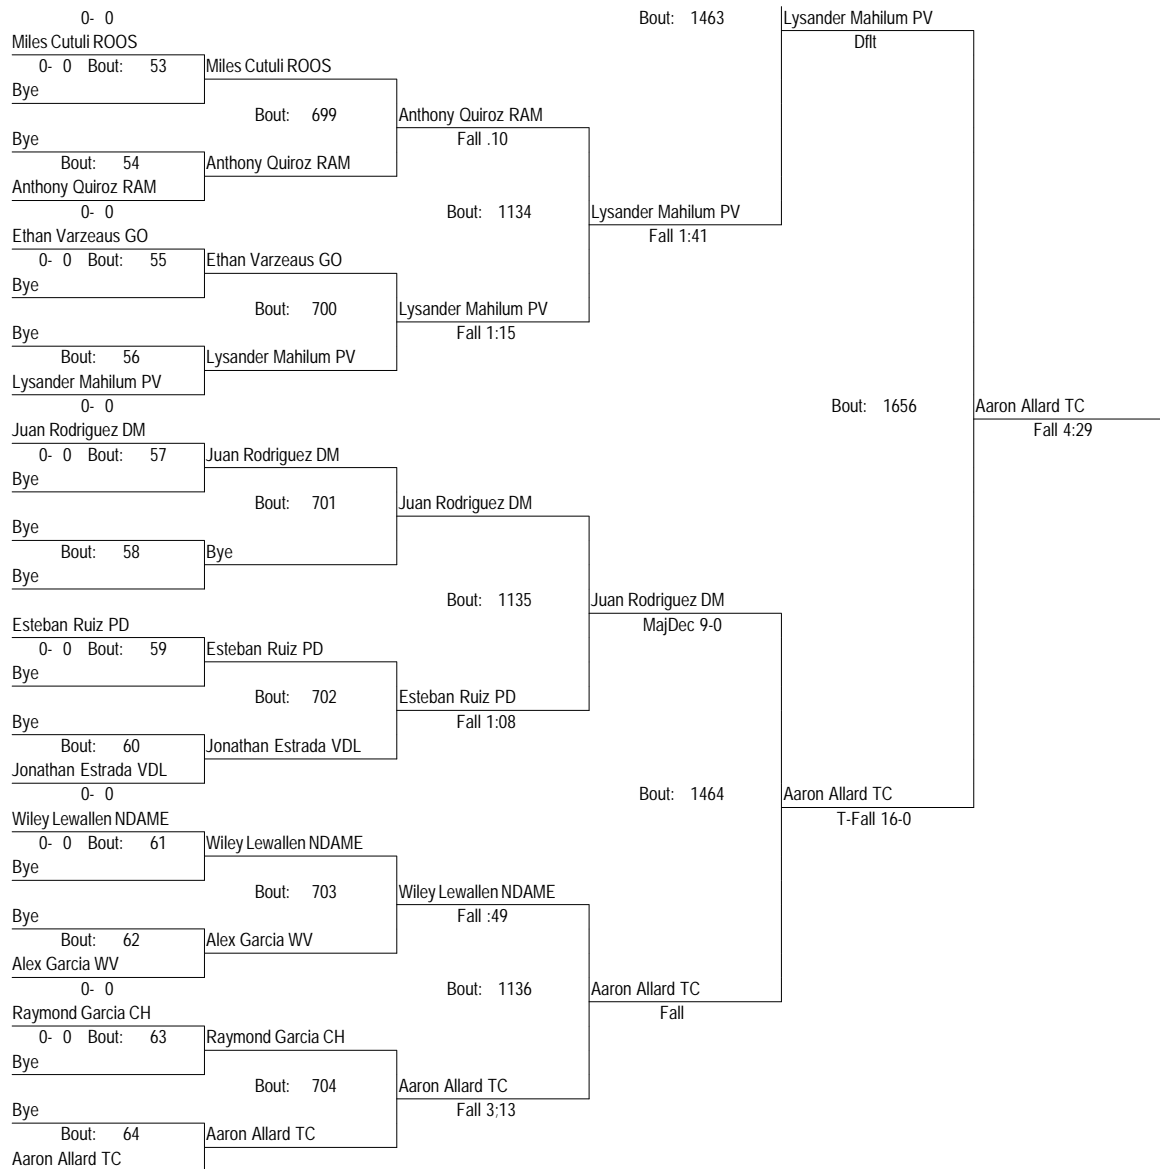 0- 0
Bout: 1463
Lysander Mahilum PV
Miles Cutuli ROOS
Dflt
0- 0 Bout: 53
Miles Cutuli ROOS
Bye
Bout: 699
Anthony Quiroz RAM
Bye
Fall .10
Bout: 54
Anthony Quiroz RAM
Anthony Quiroz RAM
0- 0
Bout: 1134
Lysander Mahilum PV
Ethan Varzeaus GO
Fall 1:41
0- 0 Bout: 55
Ethan Varzeaus GO
Bye
Bout: 700
Lysander Mahilum PV
Bye
Fall 1:15
Bout: 56
Lysander Mahilum PV
Lysander Mahilum PV
0- 0
Bout: 1656
Aaron Allard TC
Juan Rodriguez DM
Fall 4:29
0- 0 Bout: 57
Juan Rodriguez DM
Bye
Bout: 701
Juan Rodriguez DM
Bye
Bout: 58
Bye
Bye
Bout: 1135
Juan Rodriguez DM
Esteban Ruiz PD
MajDec 9-0
0- 0 Bout: 59
Esteban Ruiz PD
Bye
Bout: 702
Esteban Ruiz PD
Bye
Fall 1:08
Bout: 60
Jonathan Estrada VDL
Jonathan Estrada VDL
0- 0
Bout: 1464
Aaron Allard TC
Wiley Lewallen NDAME
T-Fall 16-0
0- 0 Bout: 61
Wiley Lewallen NDAME
Bye
Bout: 703
Wiley Lewallen NDAME
Bye
Fall :49
Bout: 62
Alex Garcia WV
Alex Garcia WV
0- 0
Bout: 1136
Aaron Allard TC
Raymond Garcia CH
Fall
0- 0 Bout: 63
Raymond Garcia CH
Bye
Bout: 704
Aaron Allard TC
Bye
Fall 3;13
Bout: 64
Aaron Allard TC
Aaron Allard TC